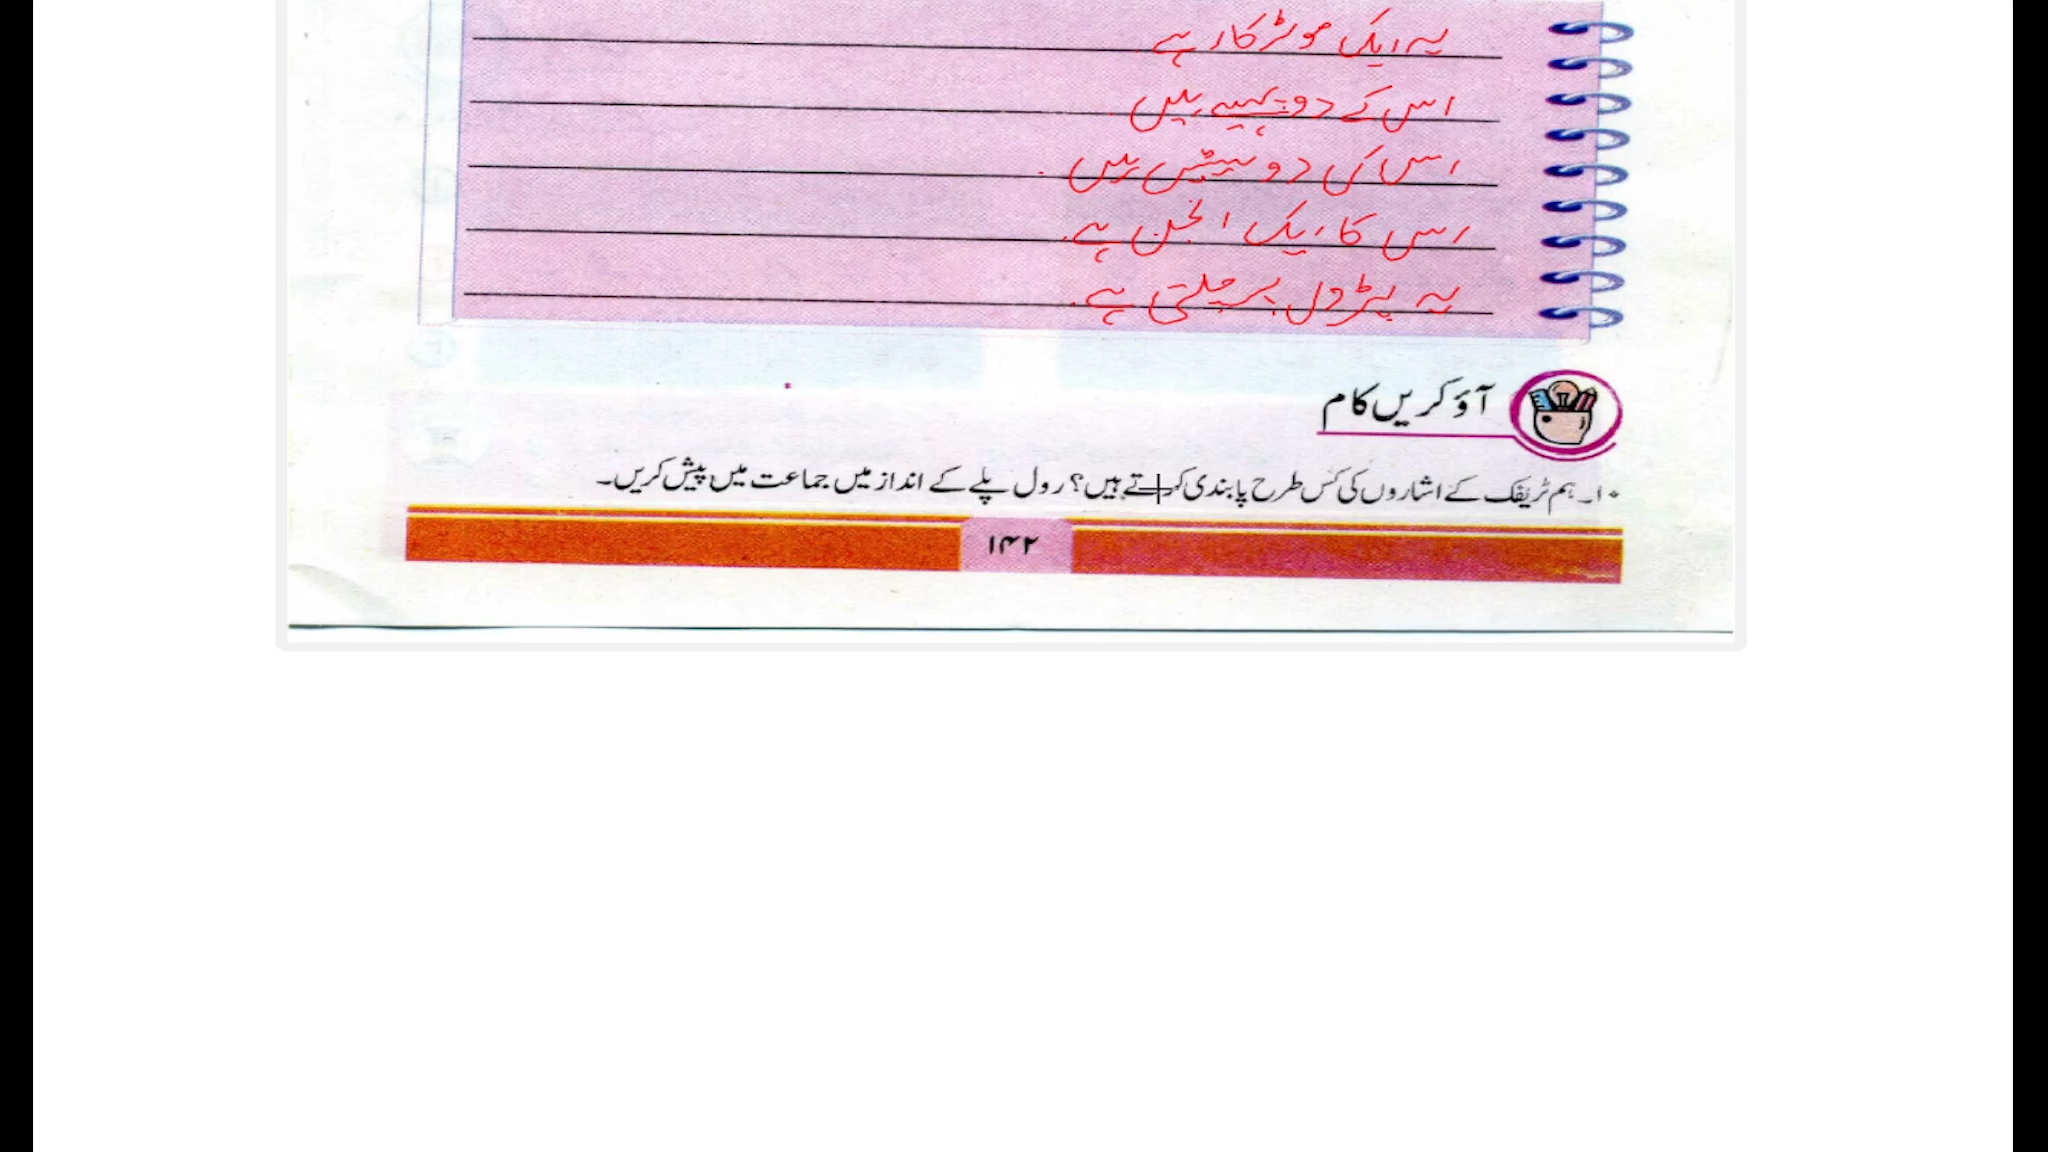 یہ ایک موٹر کار ہے
اس کے دو پہیے ہیں.
اس کی دو سیٹیں ہیں.
اس کا ایک انجن ہے.
یہ پٹرول پر چلتی ہے.
آؤ کریں کام
۱۰۔ ہم ٹریفک کے اشاروں کی کس طرح پابندی کرتے ہیں؟ رول پلے کے انداز میں جماعت میں پیش کریں۔
۱۴۲